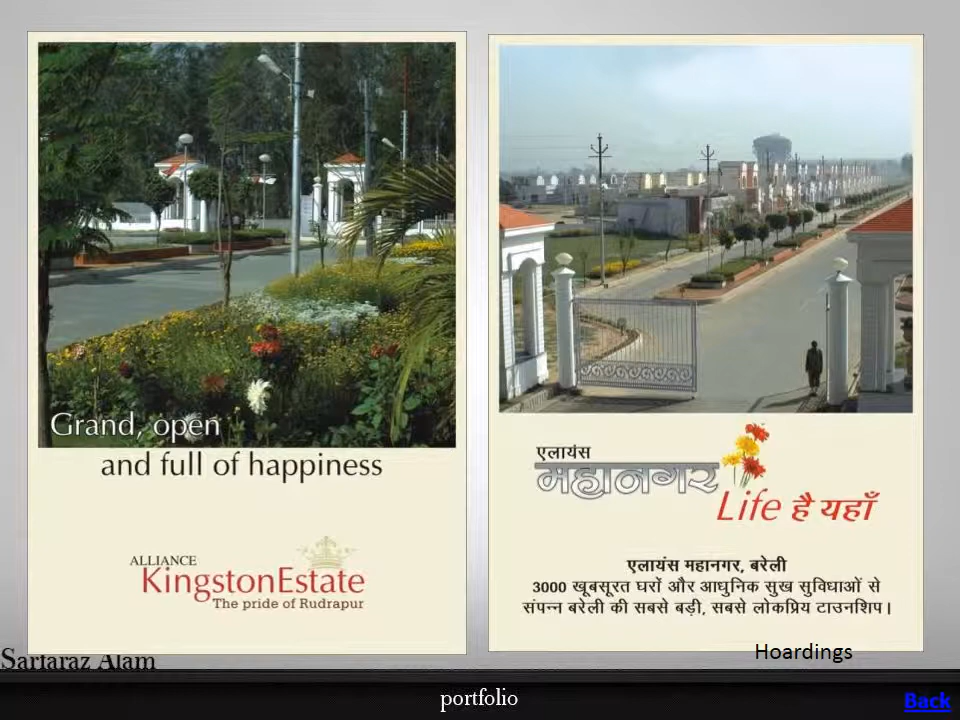 Grand, open
and full of happiness
ALLIANCE
KingstonEstate
The pride of Rudrapur
एलायंस
महानगर
Life है यहाँ
एलायंस महानगर, बरेली
3000 खूबसूरत घरों और आधुनिक सुख सुविधाओं से
संपन्न बरेली की सबसे बड़ी, सबसे लोकप्रिय टाउनशिप।
Hoardings
Sarfaraz Alam
portfolio
Back